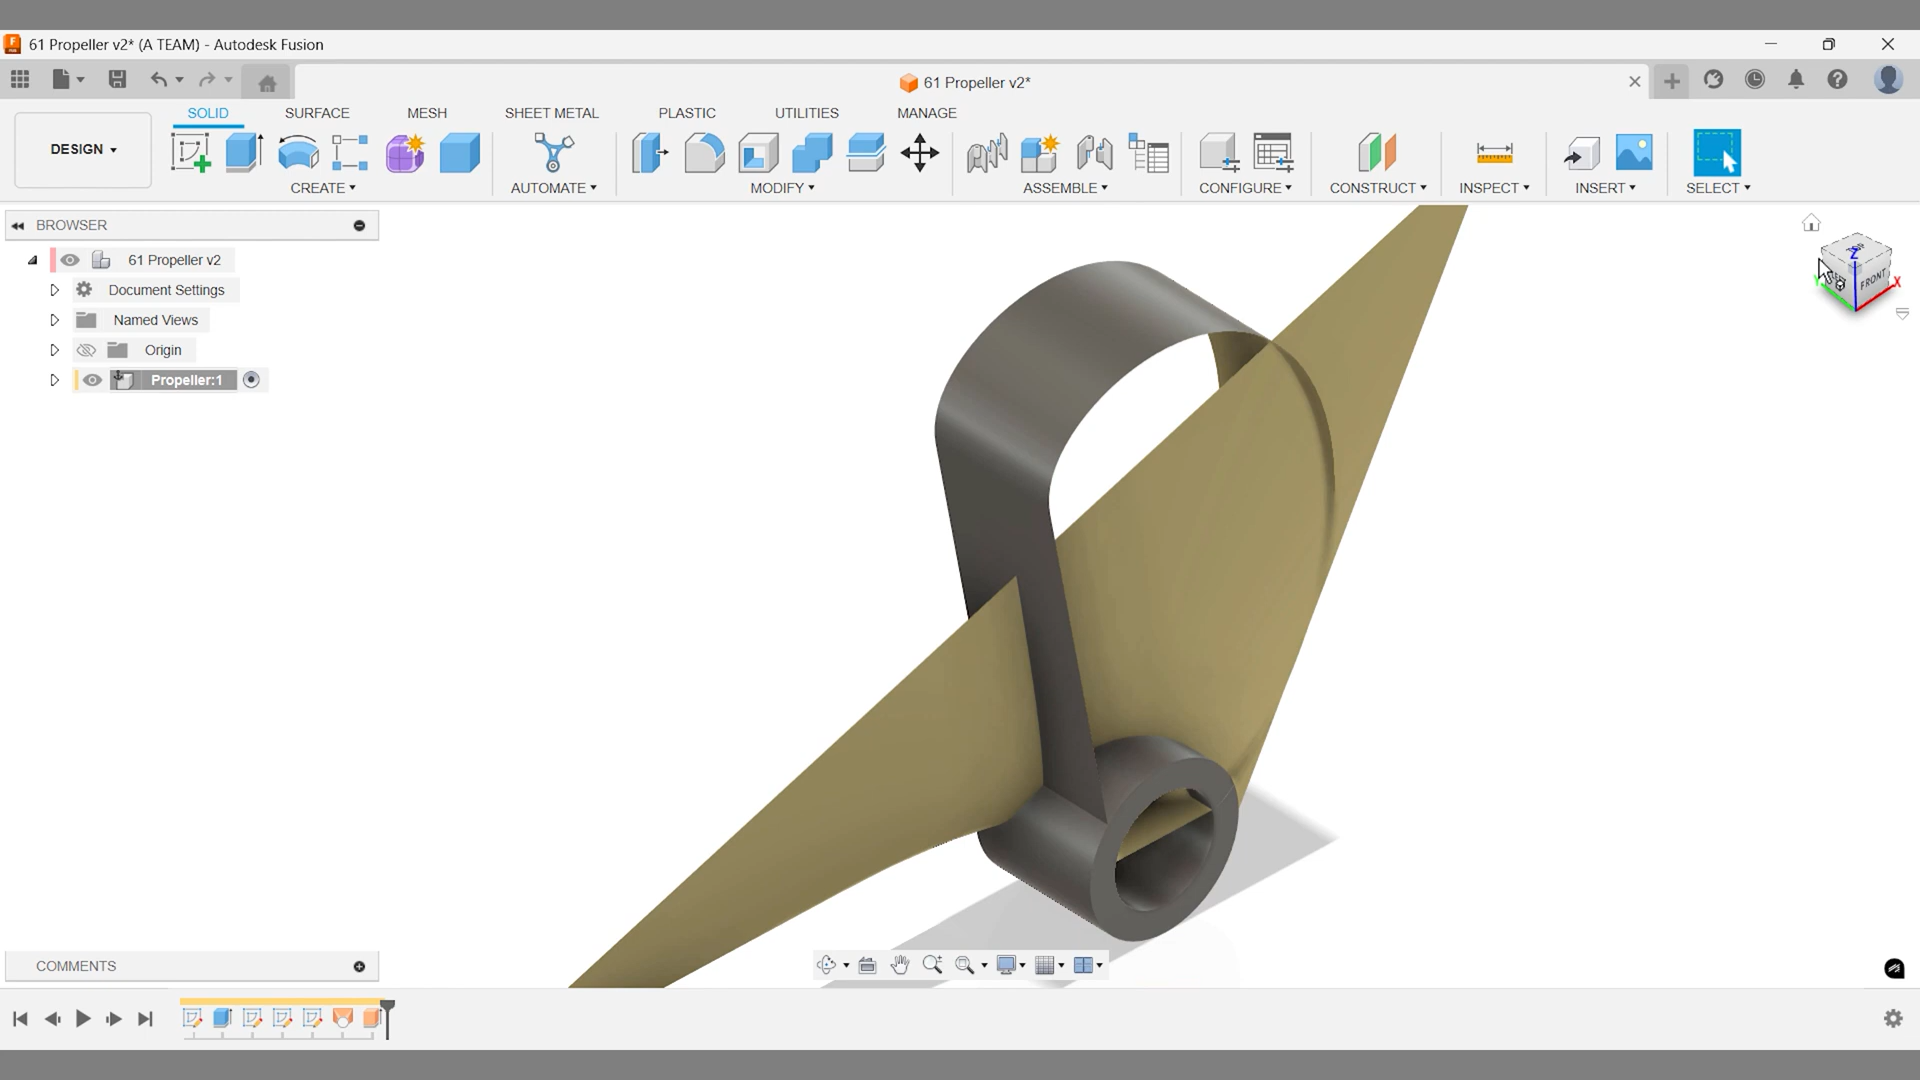 61 Propeller v2* (A TEAM) - Autodesk Fusion
61 Propeller v2*
SOLID SURFACE MESH SHEET METAL PLASTIC UTILITIES MANAGE
DESIGN
CREATE AUTOMATE MODIFY ASSEMBLE CONFIGURE CONSTRUCT INSPECT INSERT SELECT
BROWSER
61 Propeller v2
Document Settings
Named Views
Origin
Propeller:1
Z
FRONT
X
COMMENTS